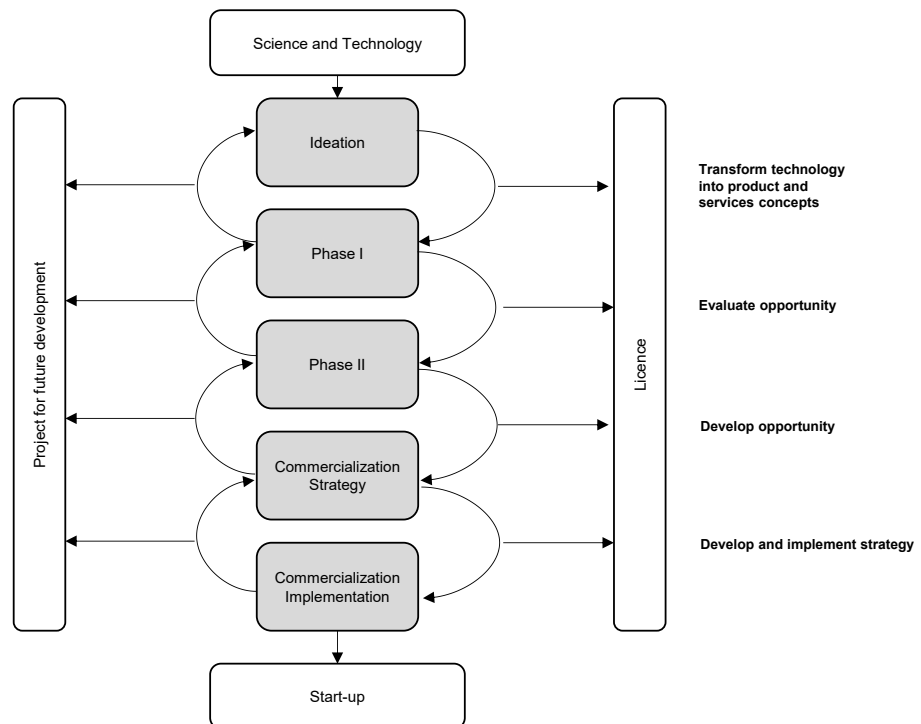 Science and Technology
Ideation
Transform technology
into product and
services concepts
Phase I
Evaluate opportunity
Project for future development
Licence
Phase II
Develop opportunity
Commercialization
Strategy
Develop and implement strategy
Commercialization
Implementation
Start-up